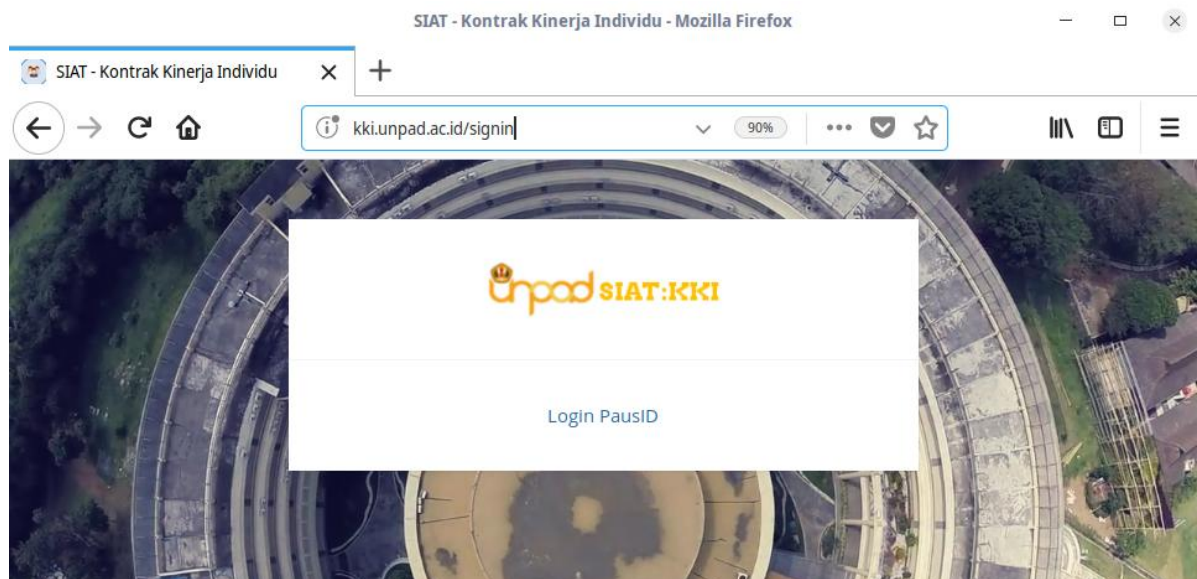 SIAT - Kontrak Kinerja Individu - Mozilla Firefox
SIAT - Kontrak Kinerja Individu
kki.unpad.ac.id/signin
90%
unpad SIAT:KKI
Login PausID